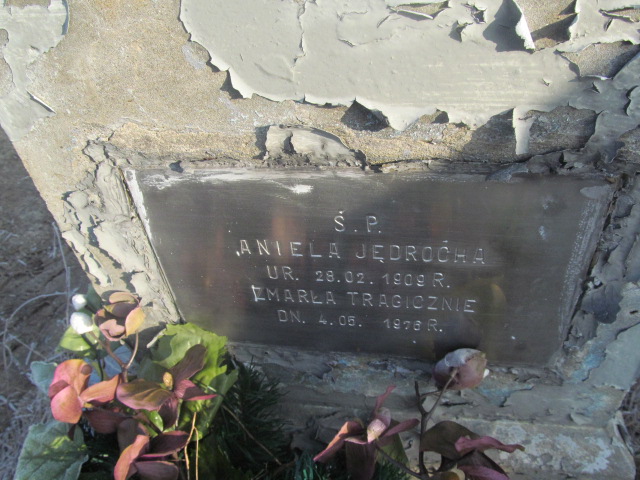 Ś. P.
ANIELA JĘDROCHA
UR. 28.02. 1909 R.
ZMARŁA TRAGICZNIE
DN. 4.05. 1976 R.